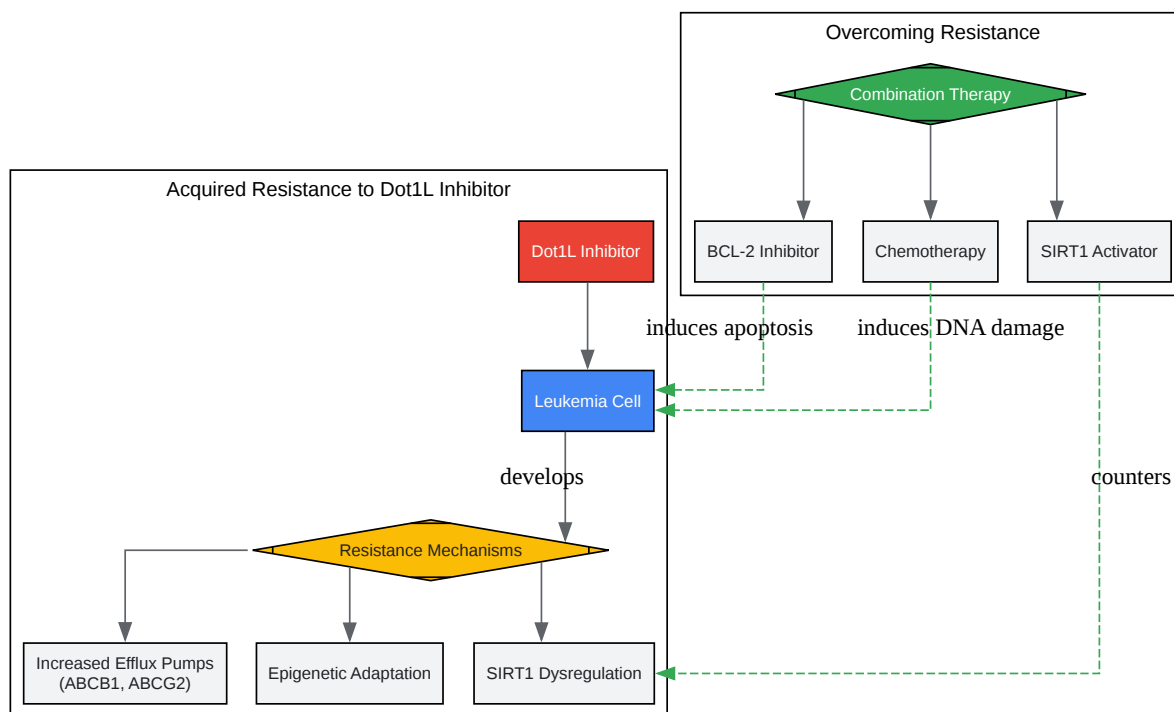 Overcoming Resistance
Combination Therapy
Acquired Resistance to Dot1L Inhibitor
Dot1L Inhibitor
BCL-2 Inhibitor
Chemotherapy
SIRT1 Activator
induces apoptosis
induces DNA damage
Leukemia Cell
develops
counters
Resistance Mechanisms
Increased Efflux Pumps
(ABCB1, ABCG2)
Epigenetic Adaptation
SIRT1 Dysregulation